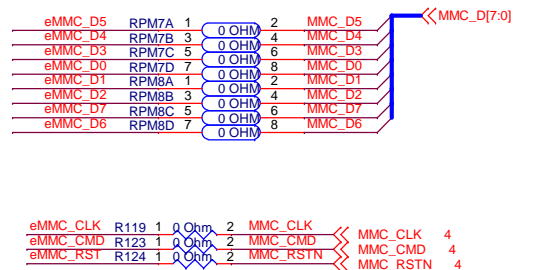 eMMC_D5 RPM7A 1 0 OHM 2 MMC_D5 MMC_D[7:0]
eMMC_D4 RPM7B 3 0 OHM 4 MMC_D4
eMMC_D3 RPM7C 5 0 OHM 6 MMC_D3
eMMC_D0 RPM7D 7 0 OHM 8 MMC_D0
eMMC_D1 RPM8A 1 0 OHM 2 MMC_D1
eMMC_D2 RPM8B 3 0 OHM 4 MMC_D2
eMMC_D7 RPM8C 5 0 OHM 6 MMC_D7
eMMC_D6 RPM8D 7 0 OHM 8 MMC_D6
eMMC_CLK R119 1 0 Ohm 2 MMC_CLK MMC_CLK 4
eMMC_CMD R123 1 0 Ohm 2 MMC_CMD MMC_CMD 4
eMMC_RST R124 1 0 Ohm 2 MMC_RSTN MMC_RSTN 4